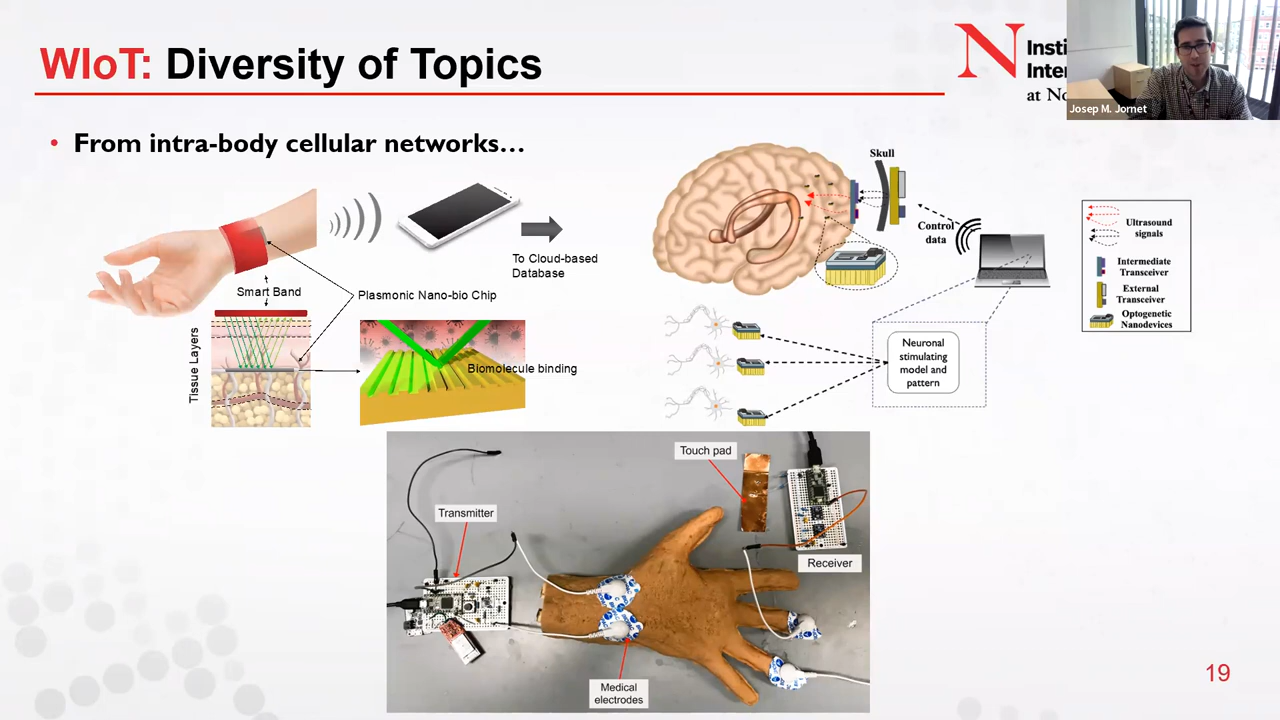 WIoT: Diversity of Topics
Insti
Inter
at No
Josep M. Jornet
• From intra-body cellular networks...
To Cloud-based
Database
Smart Band
Plasmonic Nano-bio Chip
Tissue Layers
Biomolecule binding
Skull
Control
data
Neuronal
stimulating
model and
pattern
Ultrasound
signals
Intermediate
Transceiver
External
Transceiver
Optogenetic
Nanodevices
Touch pad
Transmitter
Receiver
Medical
electrodes
19